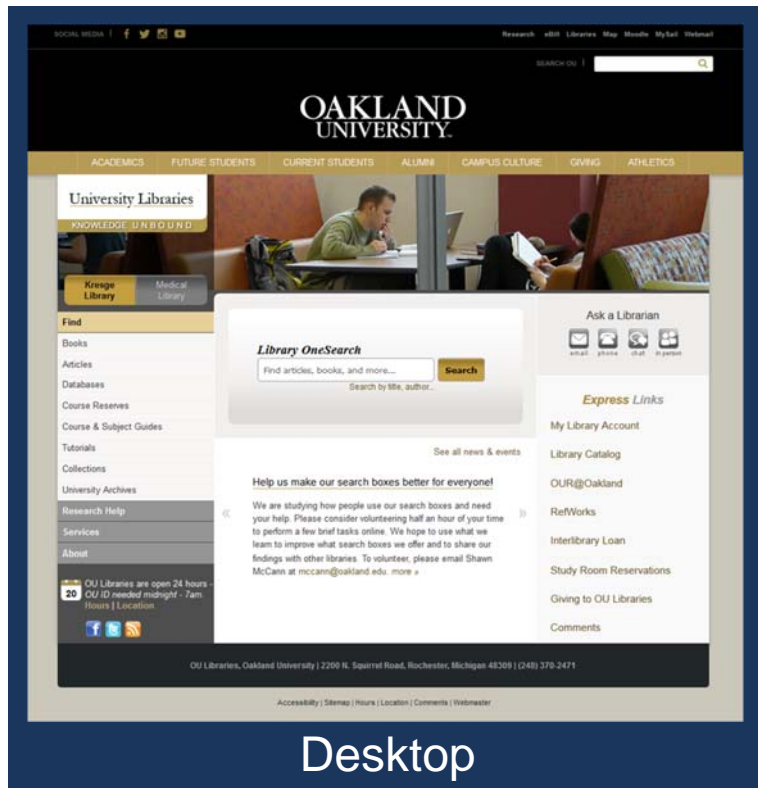 SOCIAL MEDIA |
Research eBill Libraries Map Moodle MySail Webmail
SEARCH OU |
OAKLAND
UNIVERSITY
ACADEMICS FUTURE STUDENTS CURRENT STUDENTS ALUMNI CAMPUS CULTURE GIVING ATHLETICS
University Libraries
KNOWLEDGE UNBOUND
Kresge Library
Medical Library
Find
Books
Articles
Databases
Course Reserves
Course & Subject Guides
Tutorials
Collections
University Archives
Research Help
Services
About
20
OU Libraries are open 24 hours -
OU ID needed midnight - 7am.
Hours | Location
Library OneSearch
Find articles, books, and more...
Search
Search by title, author...
See all news & events
Help us make our search boxes better for everyone!
«
We are studying how people use our search boxes and need
your help. Please consider volunteering half an hour of your time
to perform a few brief tasks online. We hope to use what we
learn to improve what search boxes we offer and to share our
findings with other libraries. To volunteer, please email Shawn
McCann at mccann@oakland.edu. more »
»
Ask a Librarian
email phone chat in person
Express Links
My Library Account
Library Catalog
OUR@Oakland
RefWorks
Interlibrary Loan
Study Room Reservations
Giving to OU Libraries
Comments
OU Libraries, Oakland University | 2200 N. Squirrel Road, Rochester, Michigan 48309 | (248) 370-2471
Accessibility | Sitemap | Hours | Location | Comments | Webmaster
Desktop